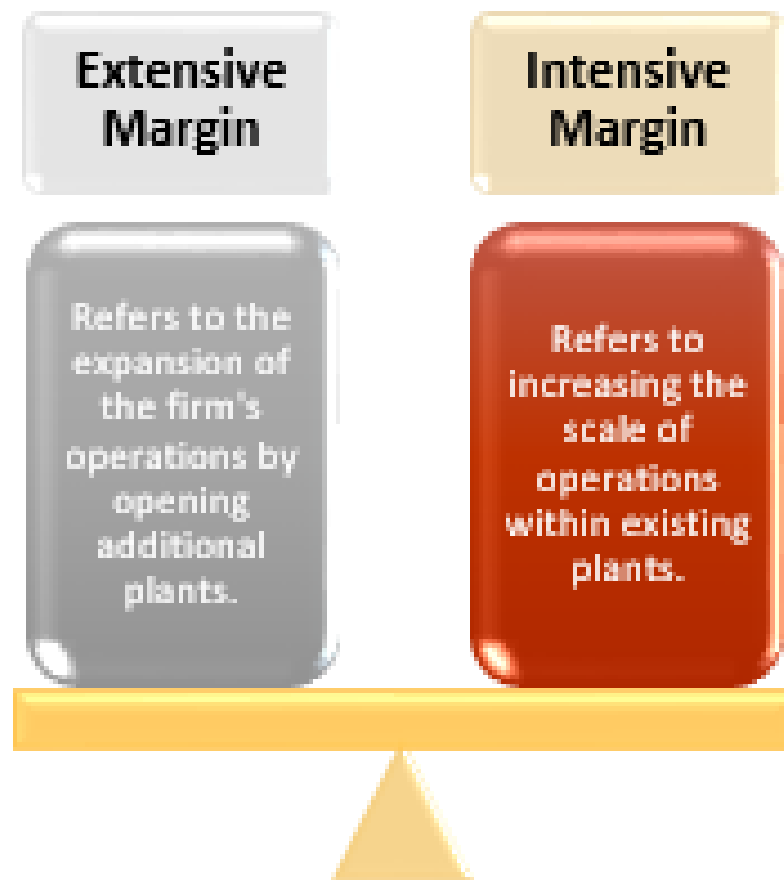 Extensive
Margin
Refers to the
expansion of
the firm's
operations by
opening
additional
plants.
Intensive
Margin
Refers to
increasing the
scale of
operations
within existing
plants.